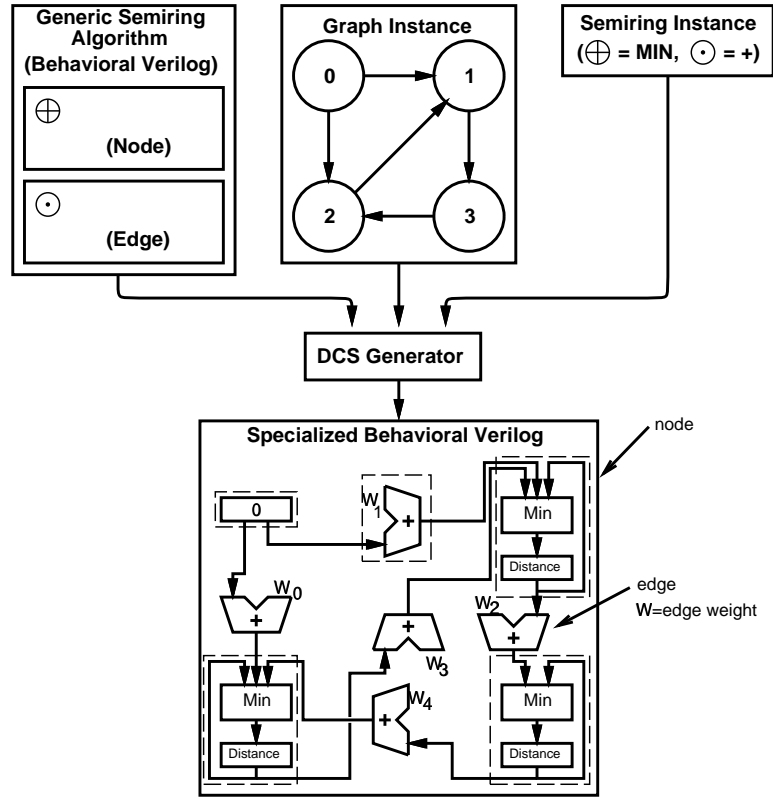 Generic Semiring
Algorithm
(Behavioral Verilog)
⊕
(Node)
⊙
(Edge)
Graph Instance
0
1
2
3
Semiring Instance
(⊕ = MIN, ⊙ = +)
DCS Generator
Specialized Behavioral Verilog
node
0
W1
+
Min
Distance
W0
+
+
W3
W2
+
edge
W=edge weight
Min
Distance
W4
+
Min
Distance